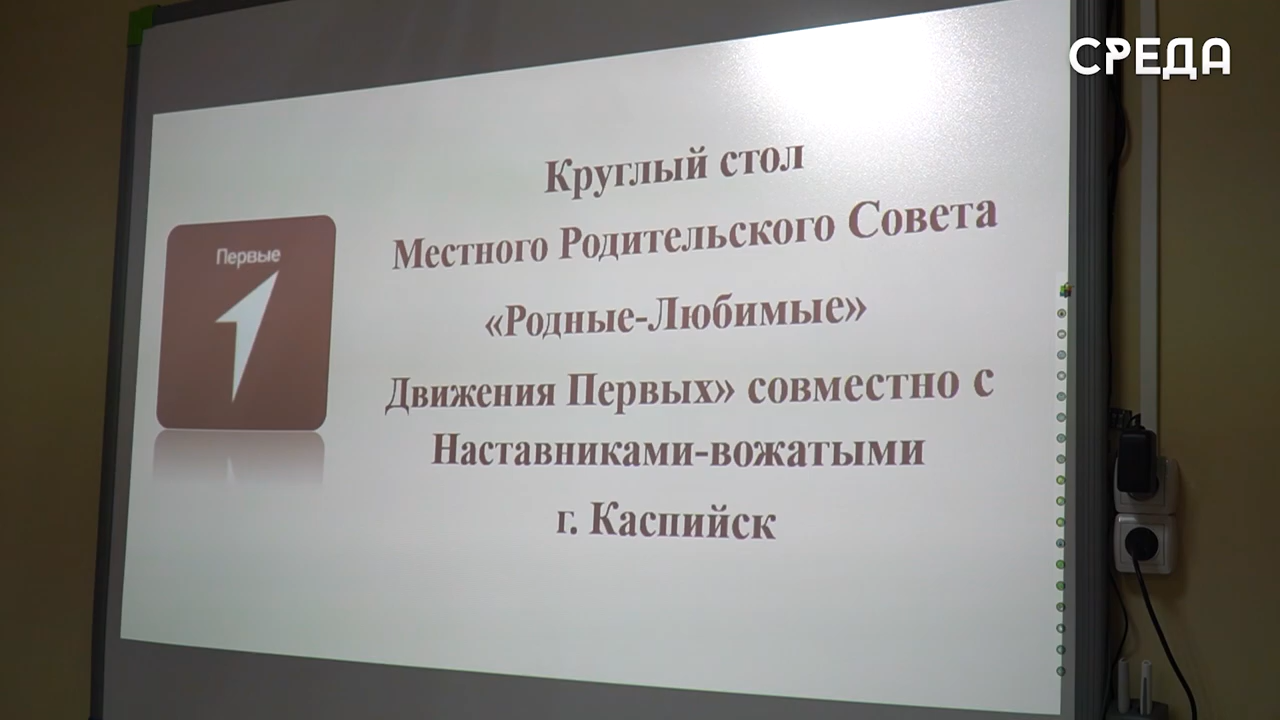 СРЕДА
Круглый стол
Местного Родительского Совета
«Родные-Любимые»
Движения Первых» совместно с
Наставниками-вожатыми
г. Каспийск
Первые